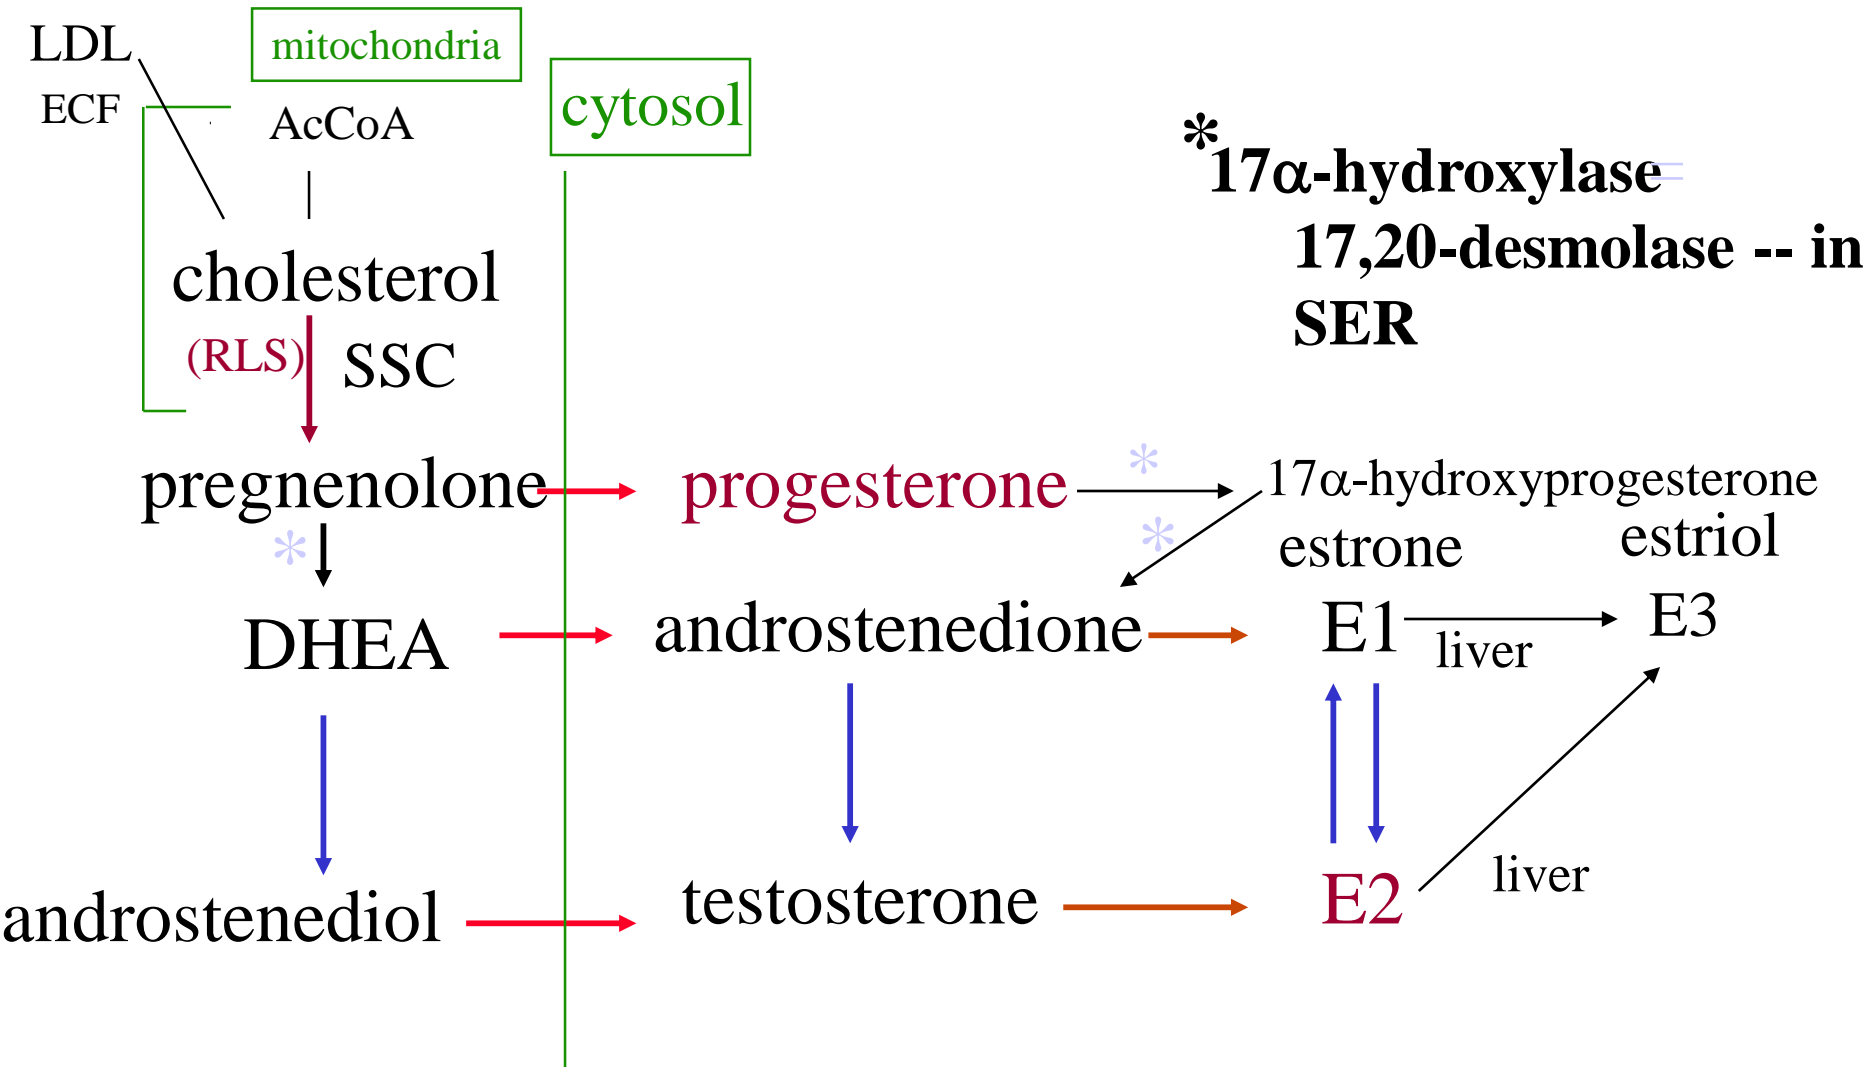 LDL
mitochondria
ECF
AcCoA
cytosol
*
17α-hydroxylase=
17,20-desmolase -- in
SER
cholesterol
(RLS)
SSC
pregnenolone
progesterone
*
17α-hydroxyprogesterone
*
*
estrone
estriol
DHEA
androstenedione
E1
liver
E3
androstenediol
testosterone
E2
liver